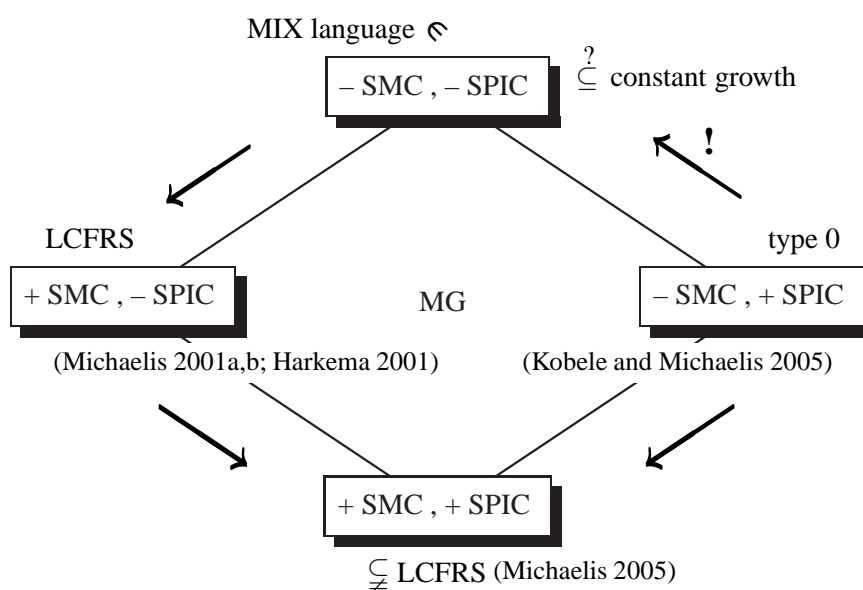 MIX language ∈
– SMC , – SPIC
?
⊆ constant growth
!
LCFRS
type 0
+ SMC , – SPIC
MG
– SMC , + SPIC
(Michaelis 2001a,b; Harkema 2001)
(Kobele and Michaelis 2005)
+ SMC , + SPIC
⊊ LCFRS (Michaelis 2005)